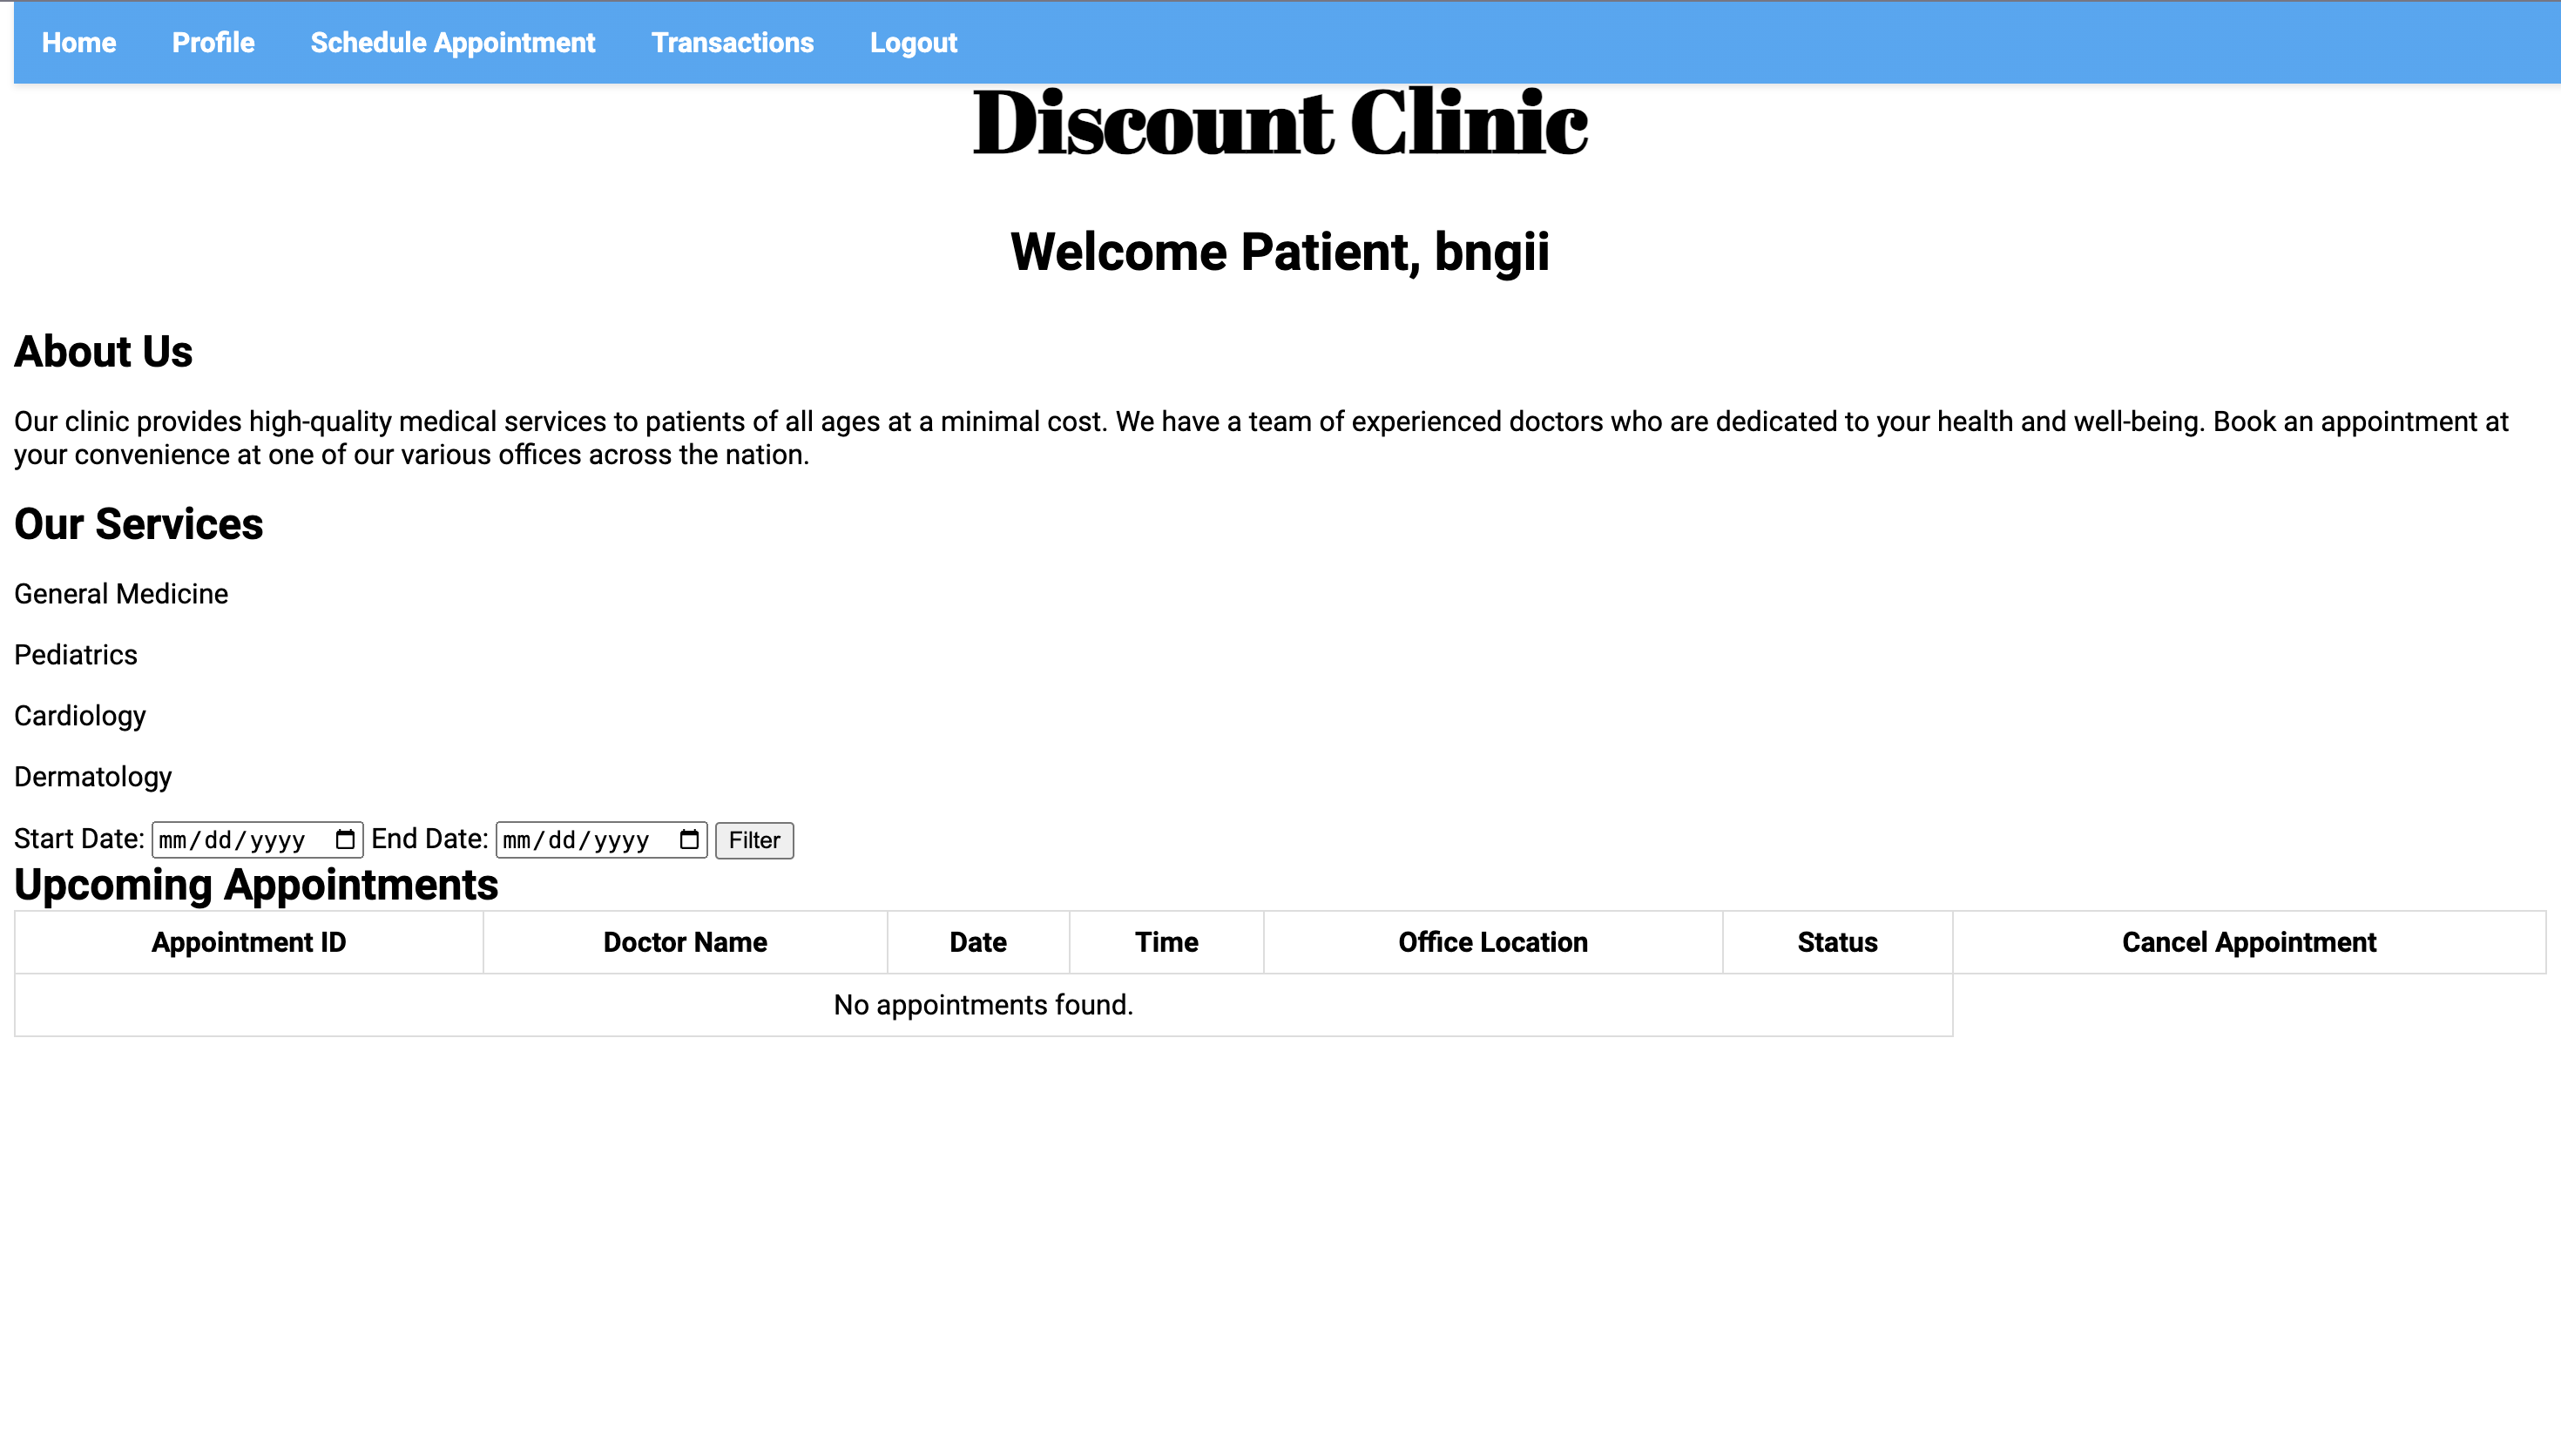 Home Profile Schedule Appointment Transactions Logout
Discount Clinic
Welcome Patient, bngii
About Us
Our clinic provides high-quality medical services to patients of all ages at a minimal cost. We have a team of experienced doctors who are dedicated to your health and well-being. Book an appointment at
your convenience at one of our various offices across the nation.
Our Services
General Medicine
Pediatrics
Cardiology
Dermatology
Start Date: mm/dd/yyyy End Date: mm/dd/yyyy Filter
Upcoming Appointments
Appointment ID Doctor Name Date Time Office Location Status Cancel Appointment
No appointments found.